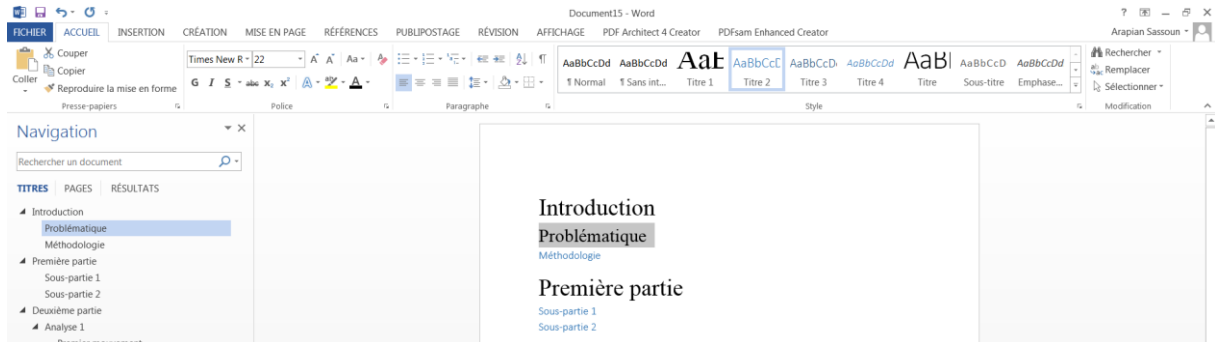 Document15 - Word
FICHIER ACCUEIL INSERTION CRÉATION MISE EN PAGE RÉFÉRENCES PUBLIPOSTAGE RÉVISION AFFICHAGE PDF Architect 4 Creator PDFsam Enhanced Creator Arapian Sassoun
Coller
Couper
Copier
Reproduire la mise en forme
Presse-papiers
Times New R 22
G I S abc X₂ X²
Police
Paragraphe
AaBbCcDd AaBbCcDd AaE AaBbCcE AaBbCcD AaBbCcDd AaBl AaBbCcD AaBbCcDd
¶ Normal ¶ Sans int... Titre 1 Titre 2 Titre 3 Titre 4 Titre Sous-titre Emphase...
Style
Rechercher
Remplacer
Sélectionner
Modification
Navigation
Rechercher un document
TITRES PAGES RÉSULTATS
Introduction
Problématique
Méthodologie
Première partie
Sous-partie 1
Sous-partie 2
Deuxième partie
Analyse 1
Introduction
Problématique
Méthodologie
Première partie
Sous-partie 1
Sous-partie 2